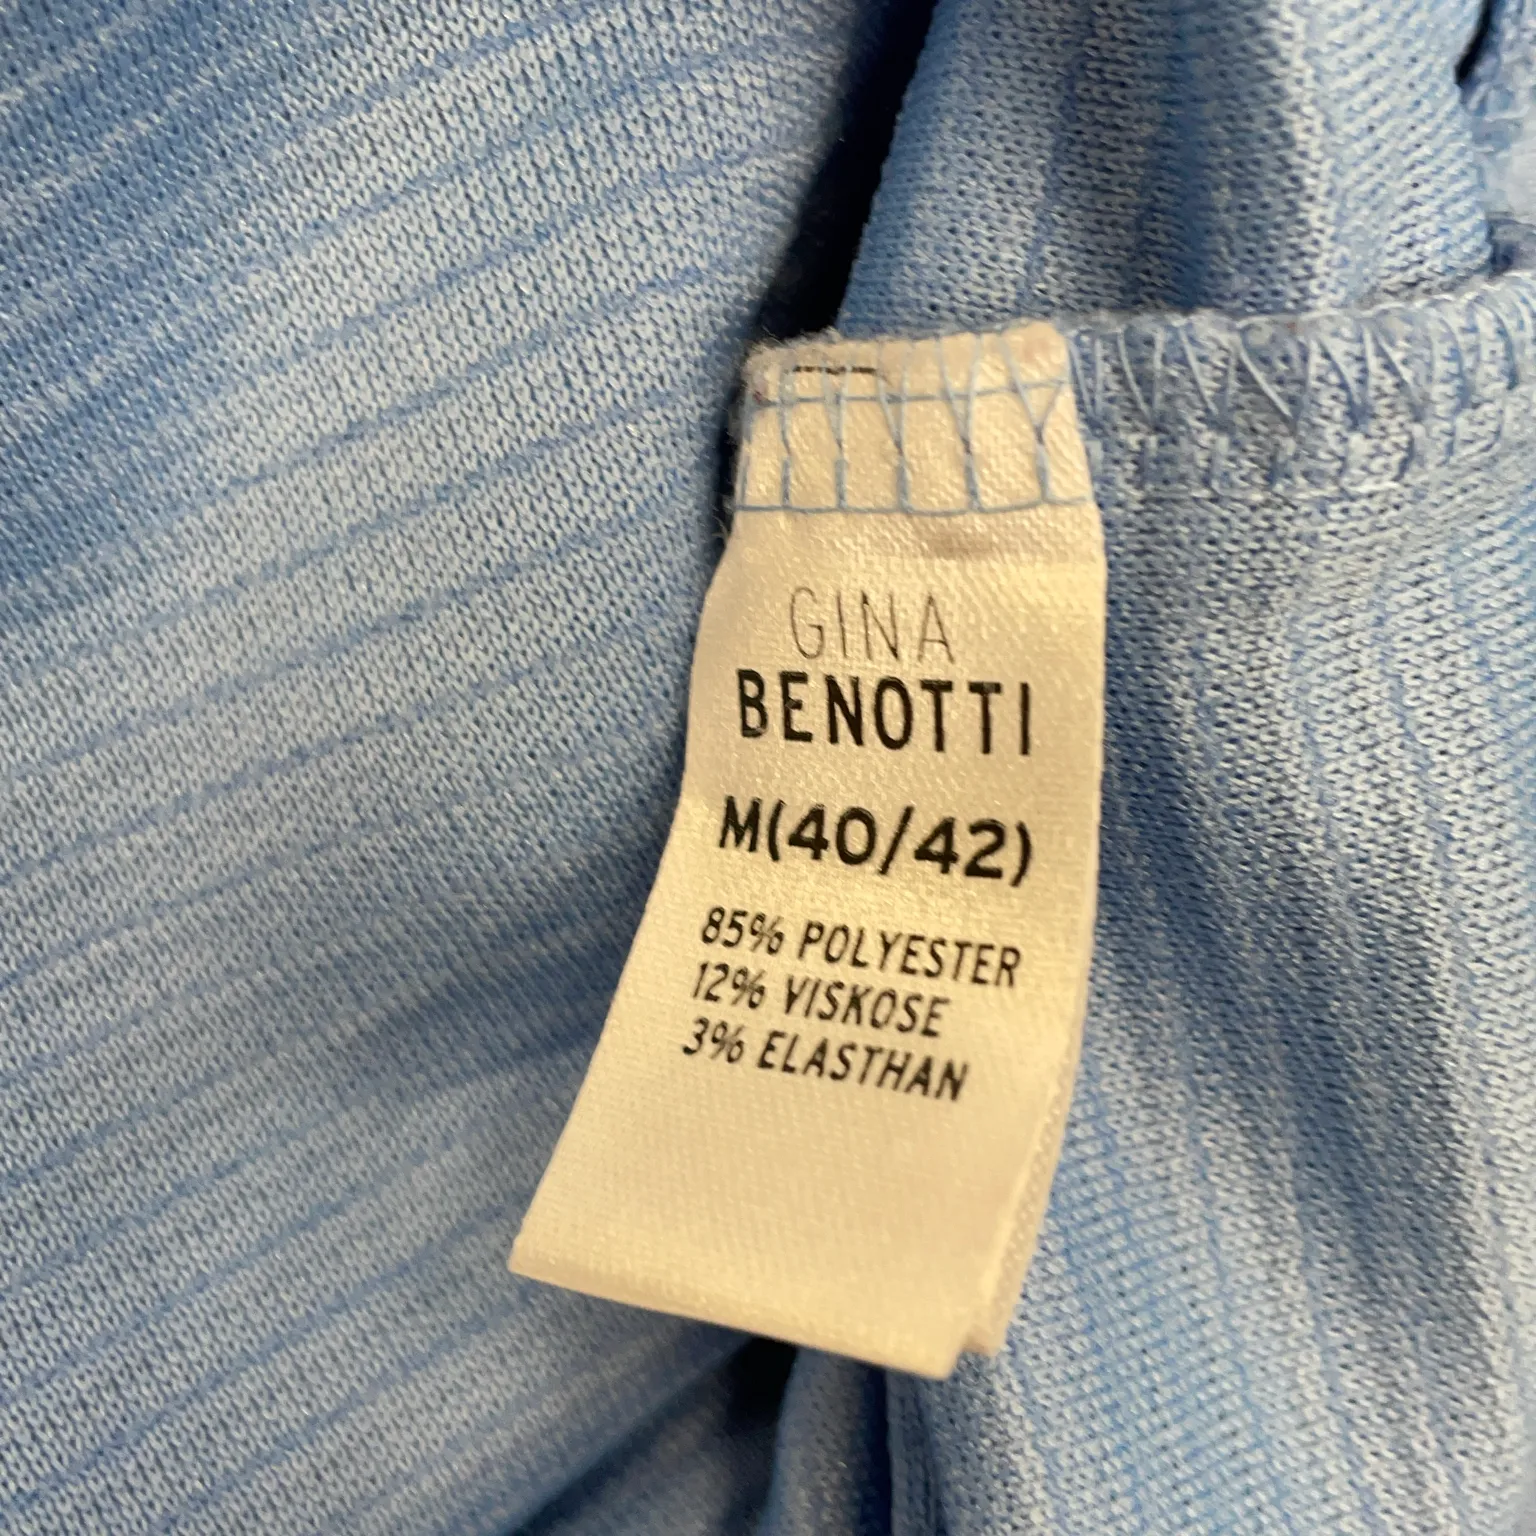 GINA
BENOTTI
M(40/42)
85% POLYESTER
12% VISKOSE
3% ELASTHAN